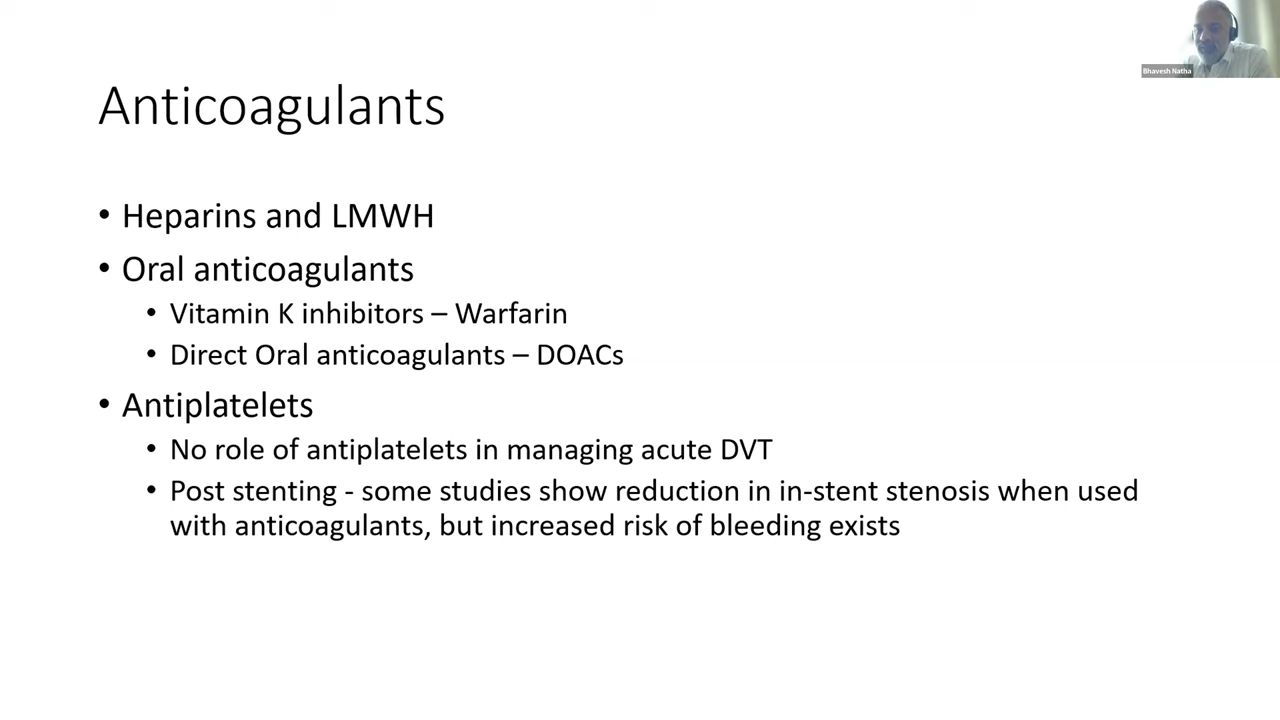 Bhavesh Natha
Anticoagulants
• Heparins and LMWH
• Oral anticoagulants
• Vitamin K inhibitors – Warfarin
• Direct Oral anticoagulants – DOACs
• Antiplatelets
• No role of antiplatelets in managing acute DVT
• Post stenting - some studies show reduction in in-stent stenosis when used
with anticoagulants, but increased risk of bleeding exists